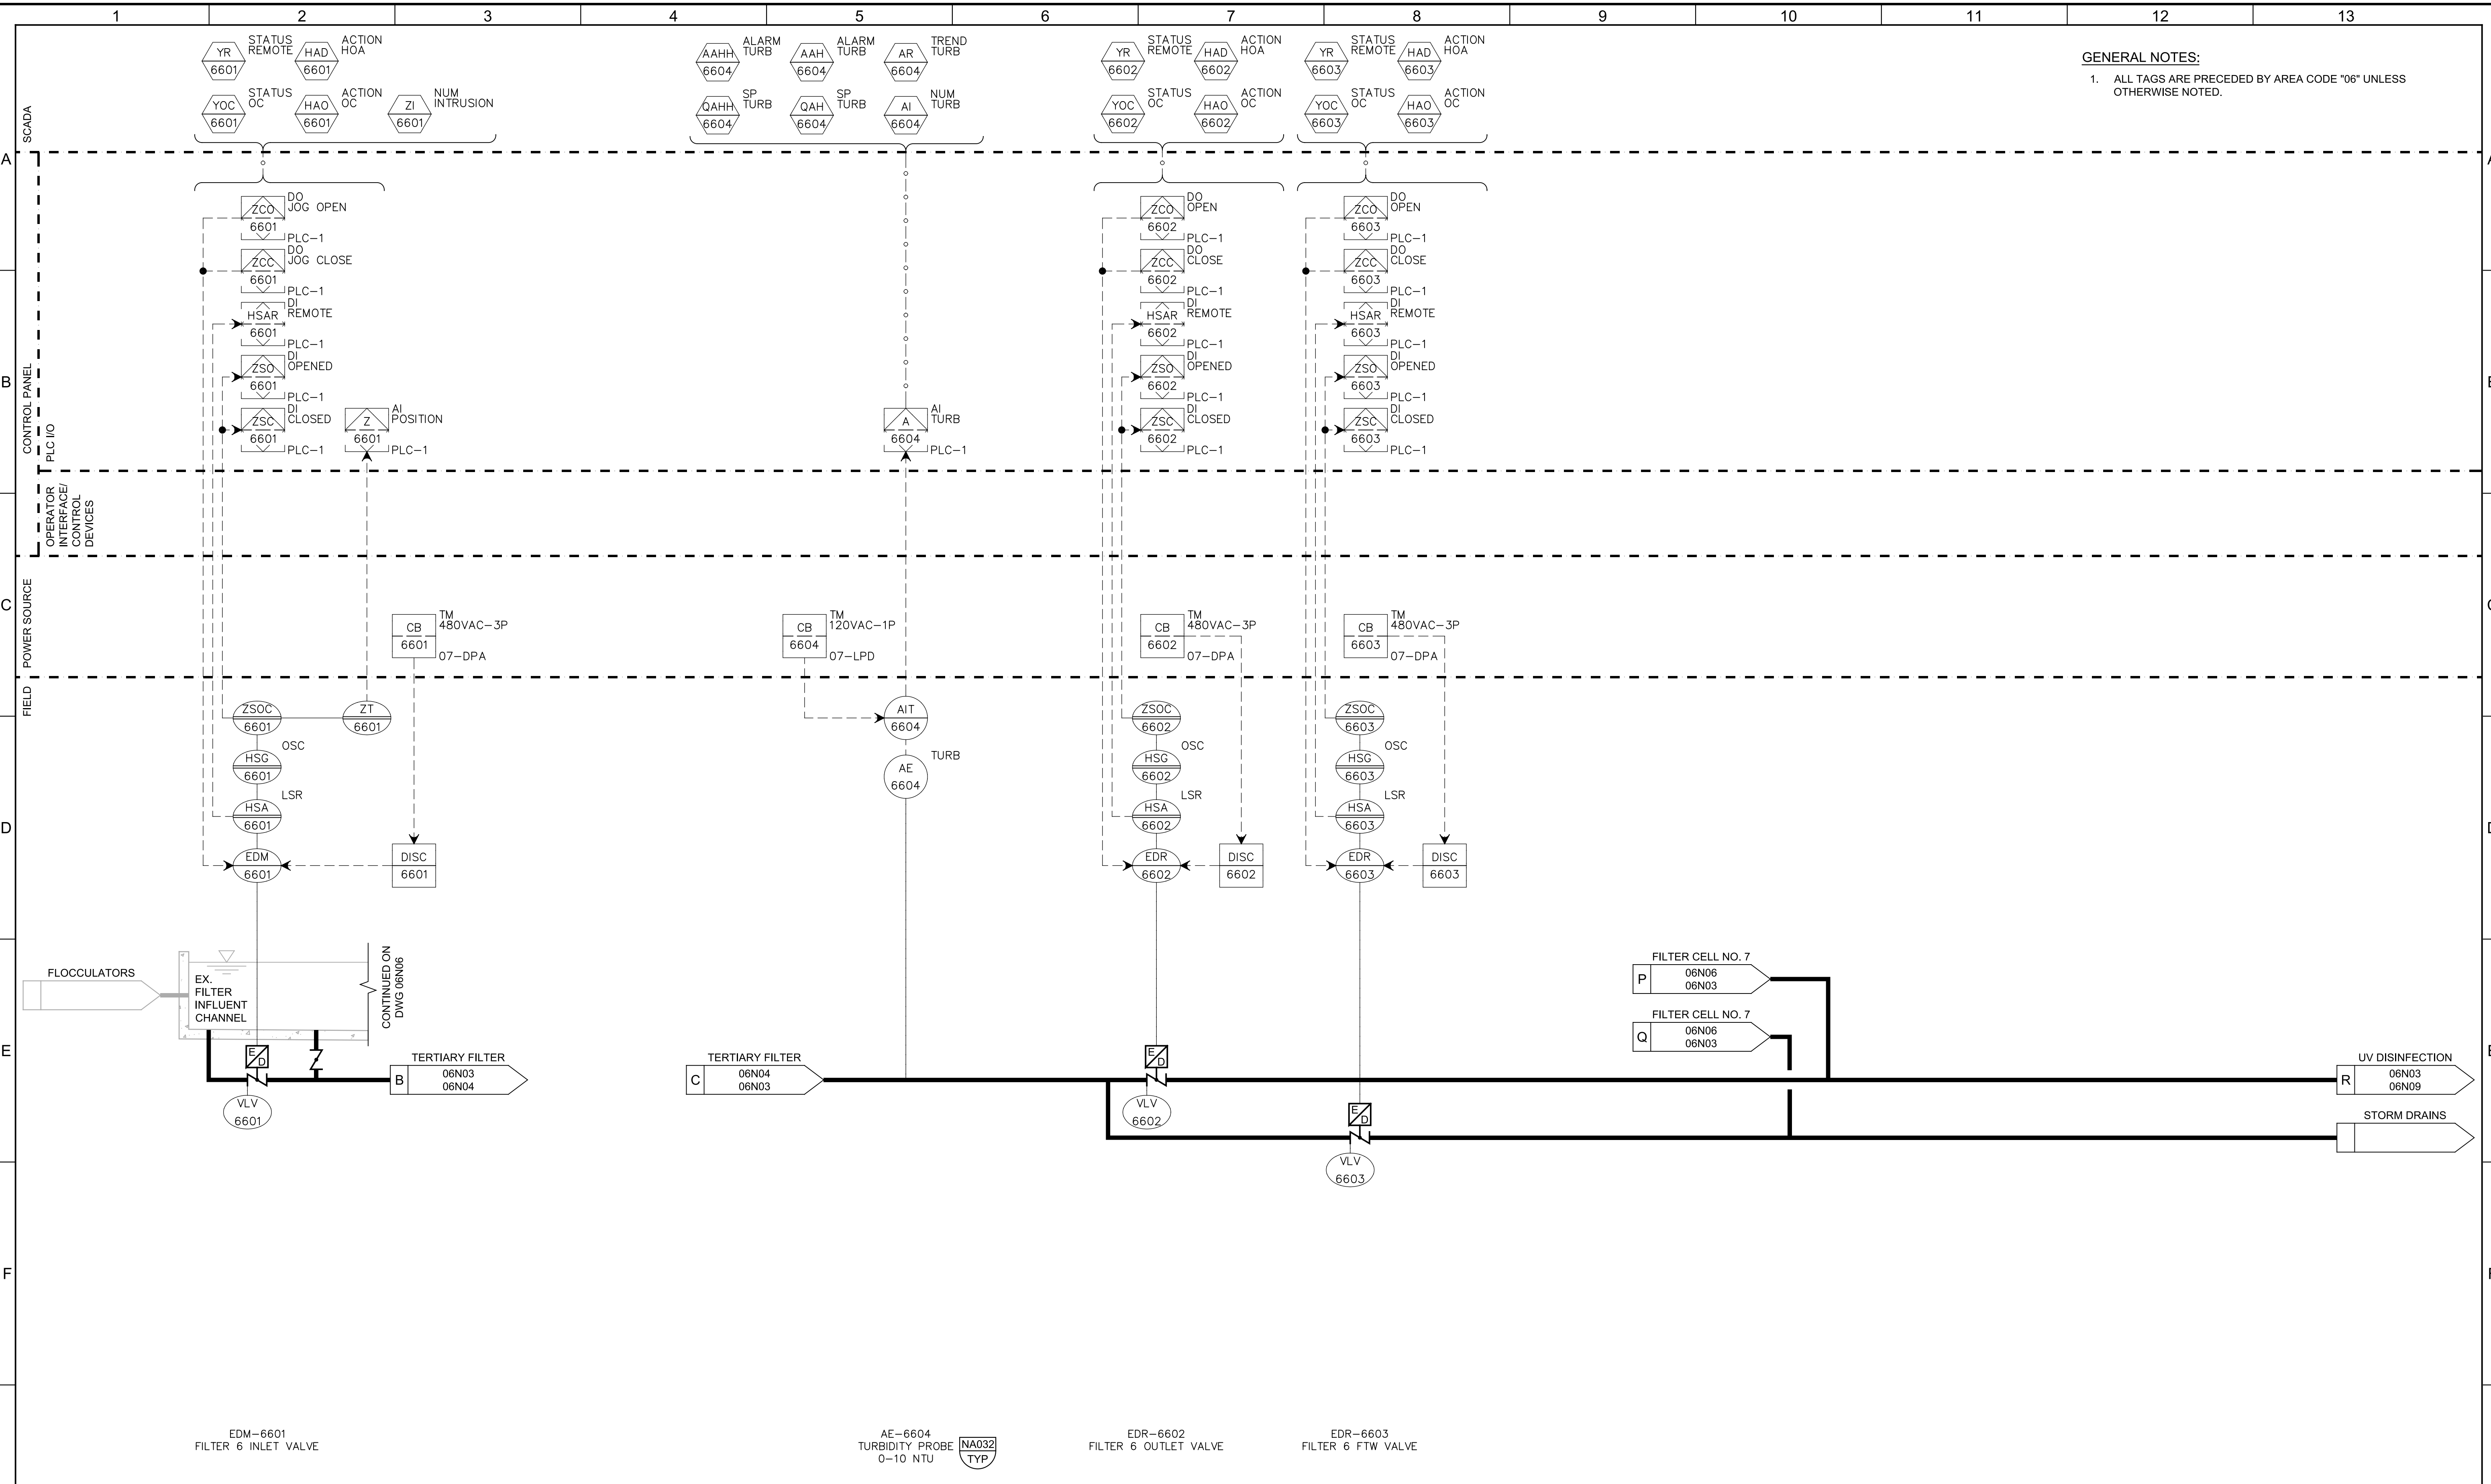 1 2 3 4 5 6 7 8 9 10 11 12 13
GENERAL NOTES:
1. ALL TAGS ARE PRECEDED BY AREA CODE "06" UNLESS
OTHERWISE NOTED.
A
B
C
D
E
F
SCADA
CONTROL PANEL
PLC I/O
OPERATOR
INTERFACE/
CONTROL
DEVICES
POWER SOURCE
FIELD
YR
6601
STATUS
REMOTE
HAD
6601
ACTION
HOA
YOC
6601
STATUS
OC
HAO
6601
ACTION
OC
ZI
6601
NUM
INTRUSION
ZCO
6601
DO
JOG OPEN
PLC-1
ZCC
6601
DO
JOG CLOSE
PLC-1
HSAR
6601
DI
REMOTE
PLC-1
ZSO
6601
DI
OPENED
PLC-1
ZSC
6601
DI
CLOSED
PLC-1
Z
6601
AI
POSITION
PLC-1
CB
6601
TM
480VAC-3P
07-DPA
ZSOC
6601
ZT
6601
OSC
HSG
6601
LSR
HSA
6601
EDM
6601
DISC
6601
FLOCCULATORS
EX.
FILTER
INFLUENT
CHANNEL
CONTINUED ON
DWG 06N06
E
D
VLV
6601
TERTIARY FILTER
B
06N03
06N04
EDM-6601
FILTER 6 INLET VALVE
AAHH
6604
ALARM
TURB
AAH
6604
ALARM
TURB
AR
6604
TREND
TURB
QAHH
6604
SP
TURB
QAH
6604
SP
TURB
AI
6604
NUM
TURB
A
6604
AI
TURB
PLC-1
CB
6604
TM
120VAC-1P
07-LPD
AIT
6604
AE
6604
TURB
TERTIARY FILTER
C
06N04
06N03
AE-6604
TURBIDITY PROBE
0-10 NTU
NA032
TYP
YR
6602
STATUS
REMOTE
HAD
6602
ACTION
HOA
YOC
6602
STATUS
OC
HAO
6602
ACTION
OC
ZCO
6602
DO
OPEN
PLC-1
ZCC
6602
DO
CLOSE
PLC-1
HSAR
6602
DI
REMOTE
PLC-1
ZSO
6602
DI
OPENED
PLC-1
ZSC
6602
DI
CLOSED
PLC-1
CB
6602
TM
480VAC-3P
07-DPA
ZSOC
6602
OSC
HSG
6602
LSR
HSA
6602
EDR
6602
DISC
6602
E
D
VLV
6602
EDR-6602
FILTER 6 OUTLET VALVE
YR
6603
STATUS
REMOTE
HAD
6603
ACTION
HOA
YOC
6603
STATUS
OC
HAO
6603
ACTION
OC
ZCO
6603
DO
OPEN
PLC-1
ZCC
6603
DO
CLOSE
PLC-1
HSAR
6603
DI
REMOTE
PLC-1
ZSO
6603
DI
OPENED
PLC-1
ZSC
6603
DI
CLOSED
PLC-1
CB
6603
TM
480VAC-3P
07-DPA
ZSOC
6603
OSC
HSG
6603
LSR
HSA
6603
EDR
6603
DISC
6603
E
D
VLV
6603
EDR-6603
FILTER 6 FTW VALVE
FILTER CELL NO. 7
P
06N06
06N03
FILTER CELL NO. 7
Q
06N06
06N03
UV DISINFECTION
R
06N03
06N09
STORM DRAINS